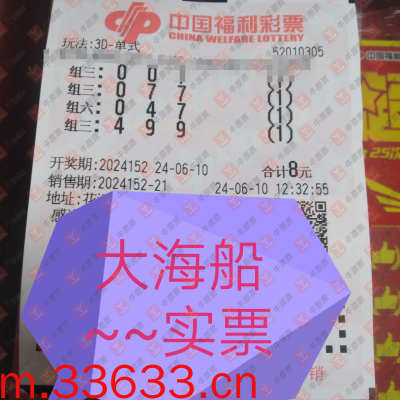 中国福利彩票
CHINA WELFARE LOTTERY
玩法:3D-单式
52010305
组三: 0 0 (1)
组三: 0 7 7 (1)
组六: 0 4 7 (1)
组三: 4 9 9 (1)
开奖期:2024152 24-06-10 合计8元
销售期:2024152-21 24-06-10 12:32:55
地址:
大海船
~~实票
m.33633.cn
销